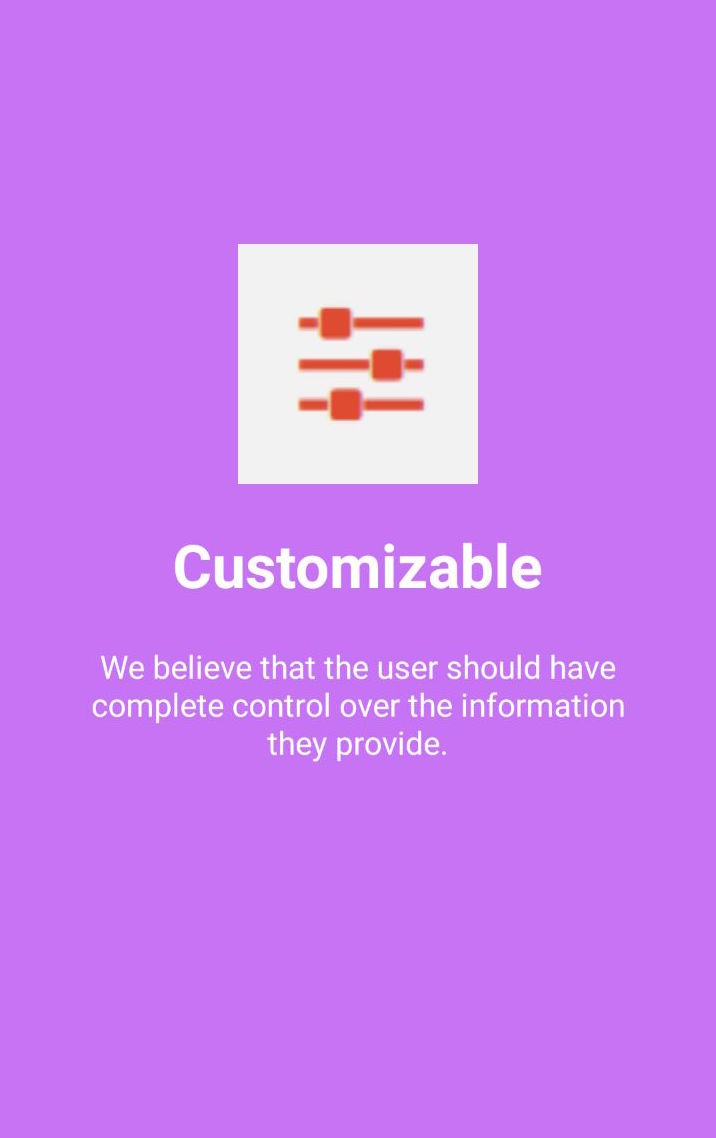 Customizable
We believe that the user should have
complete control over the information
they provide.